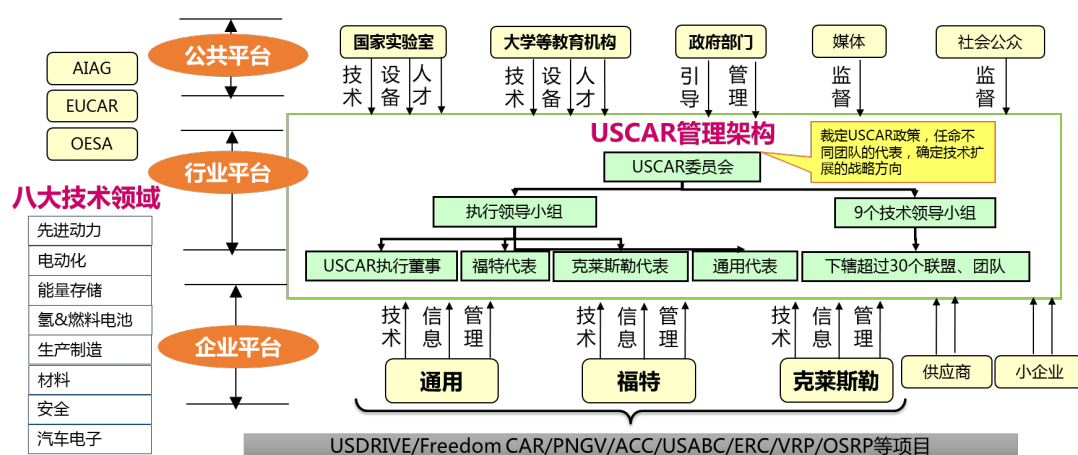 公共平台
国家实验室
大学等教育机构
政府部门
媒体
社会公众
AIAG
EUCAR
OESA
技术
设备
人才
技术
设备
人才
引导
管理
监督
监督
USCAR管理架构
裁定USCAR政策，任命不
同团队的代表，确定技术扩
展的战略方向
行业平台
USCAR委员会
执行领导小组
9个技术领导小组
USCAR执行董事
福特代表
克莱斯勒代表
通用代表
下辖超过30个联盟、团队
八大技术领域
先进动力
电动化
能量存储
氢&燃料电池
生产制造
材料
安全
汽车电子
企业平台
技术
信息
管理
技术
信息
管理
技术
信息
管理
通用
福特
克莱斯勒
供应商
小企业
USDRIVE/Freedom CAR/PNGV/ACC/USABC/ERC/VRP/OSRP等项目